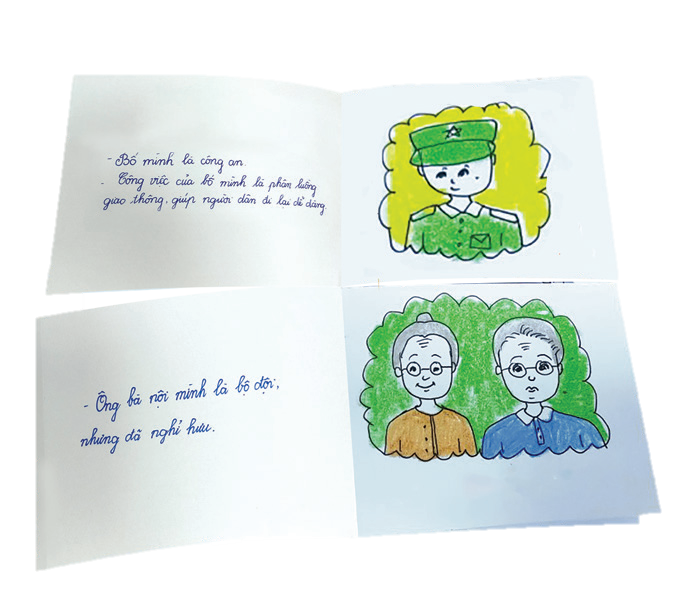 - Bố mình là công an.
- Công việc của bố mình là phân luồng
giao thông, giúp người dân đi lại dễ dàng.
- Ông bà nội mình là bộ đội,
nhưng đã nghỉ hưu.